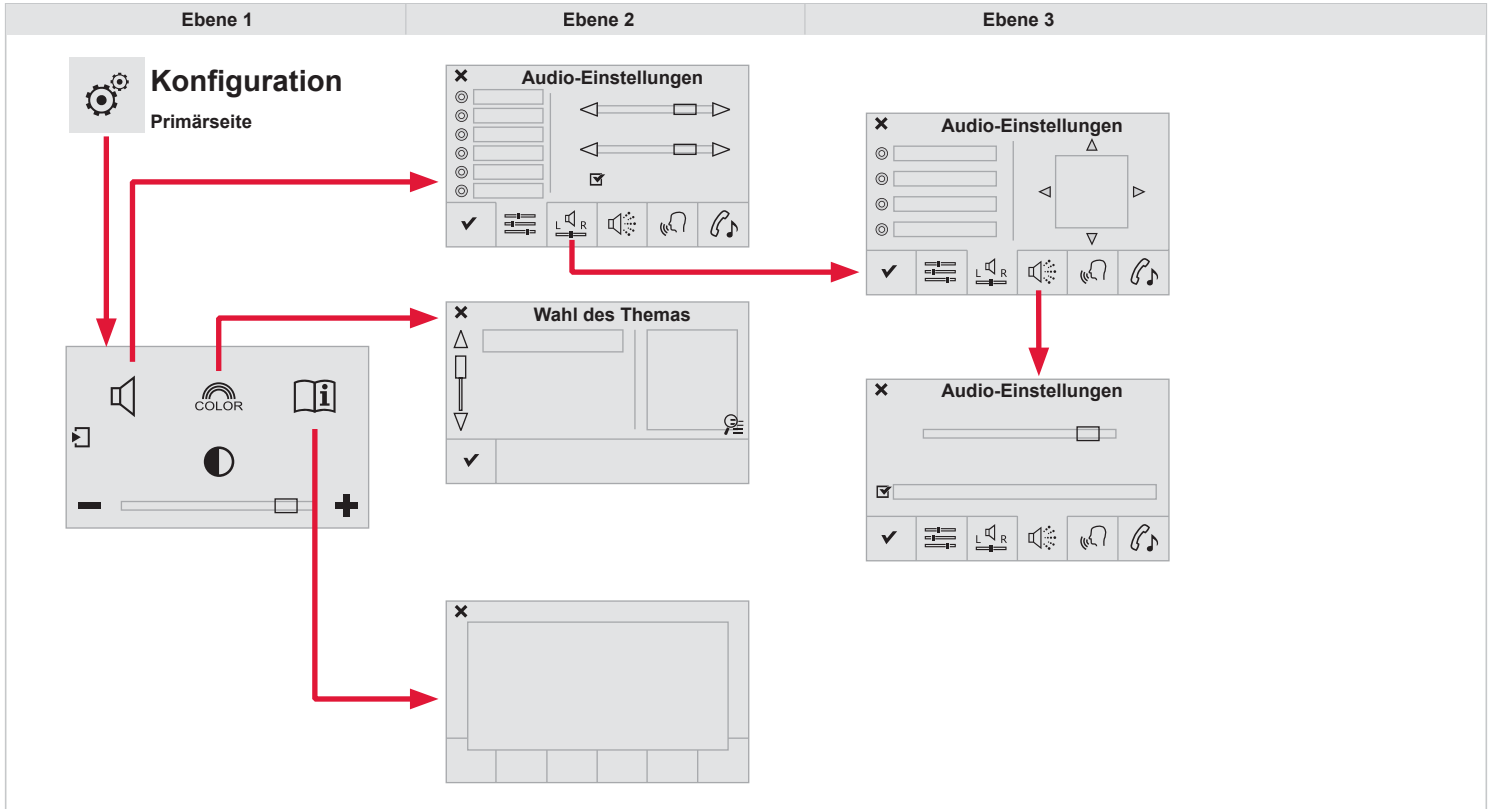 Ebene 1
Ebene 2
Ebene 3
Konfiguration
Primärseite
Audio-Einstellungen
L R
Audio-Einstellungen
L R
Wahl des Themas
COLOR
i
Audio-Einstellungen
L R